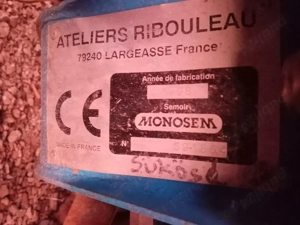 ATELIERS RIBOULEAU
79240 LARGEASSE France
Année de fabrication
Semoir
CE
MONOSEM
MADE IN FRANCE
N